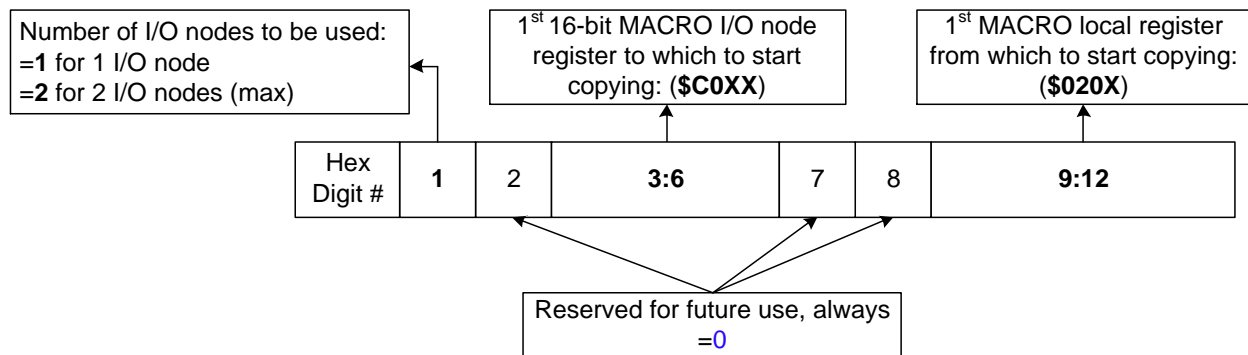 Number of I/O nodes to be used:
=1 for 1 I/O node
=2 for 2 I/O nodes (max)
1st 16-bit MACRO I/O node
register to which to start
copying: ($C0XX)
1st MACRO local register
from which to start copying:
($020X)
Hex
Digit #
1
2
3:6
7
8
9:12
Reserved for future use, always
=0